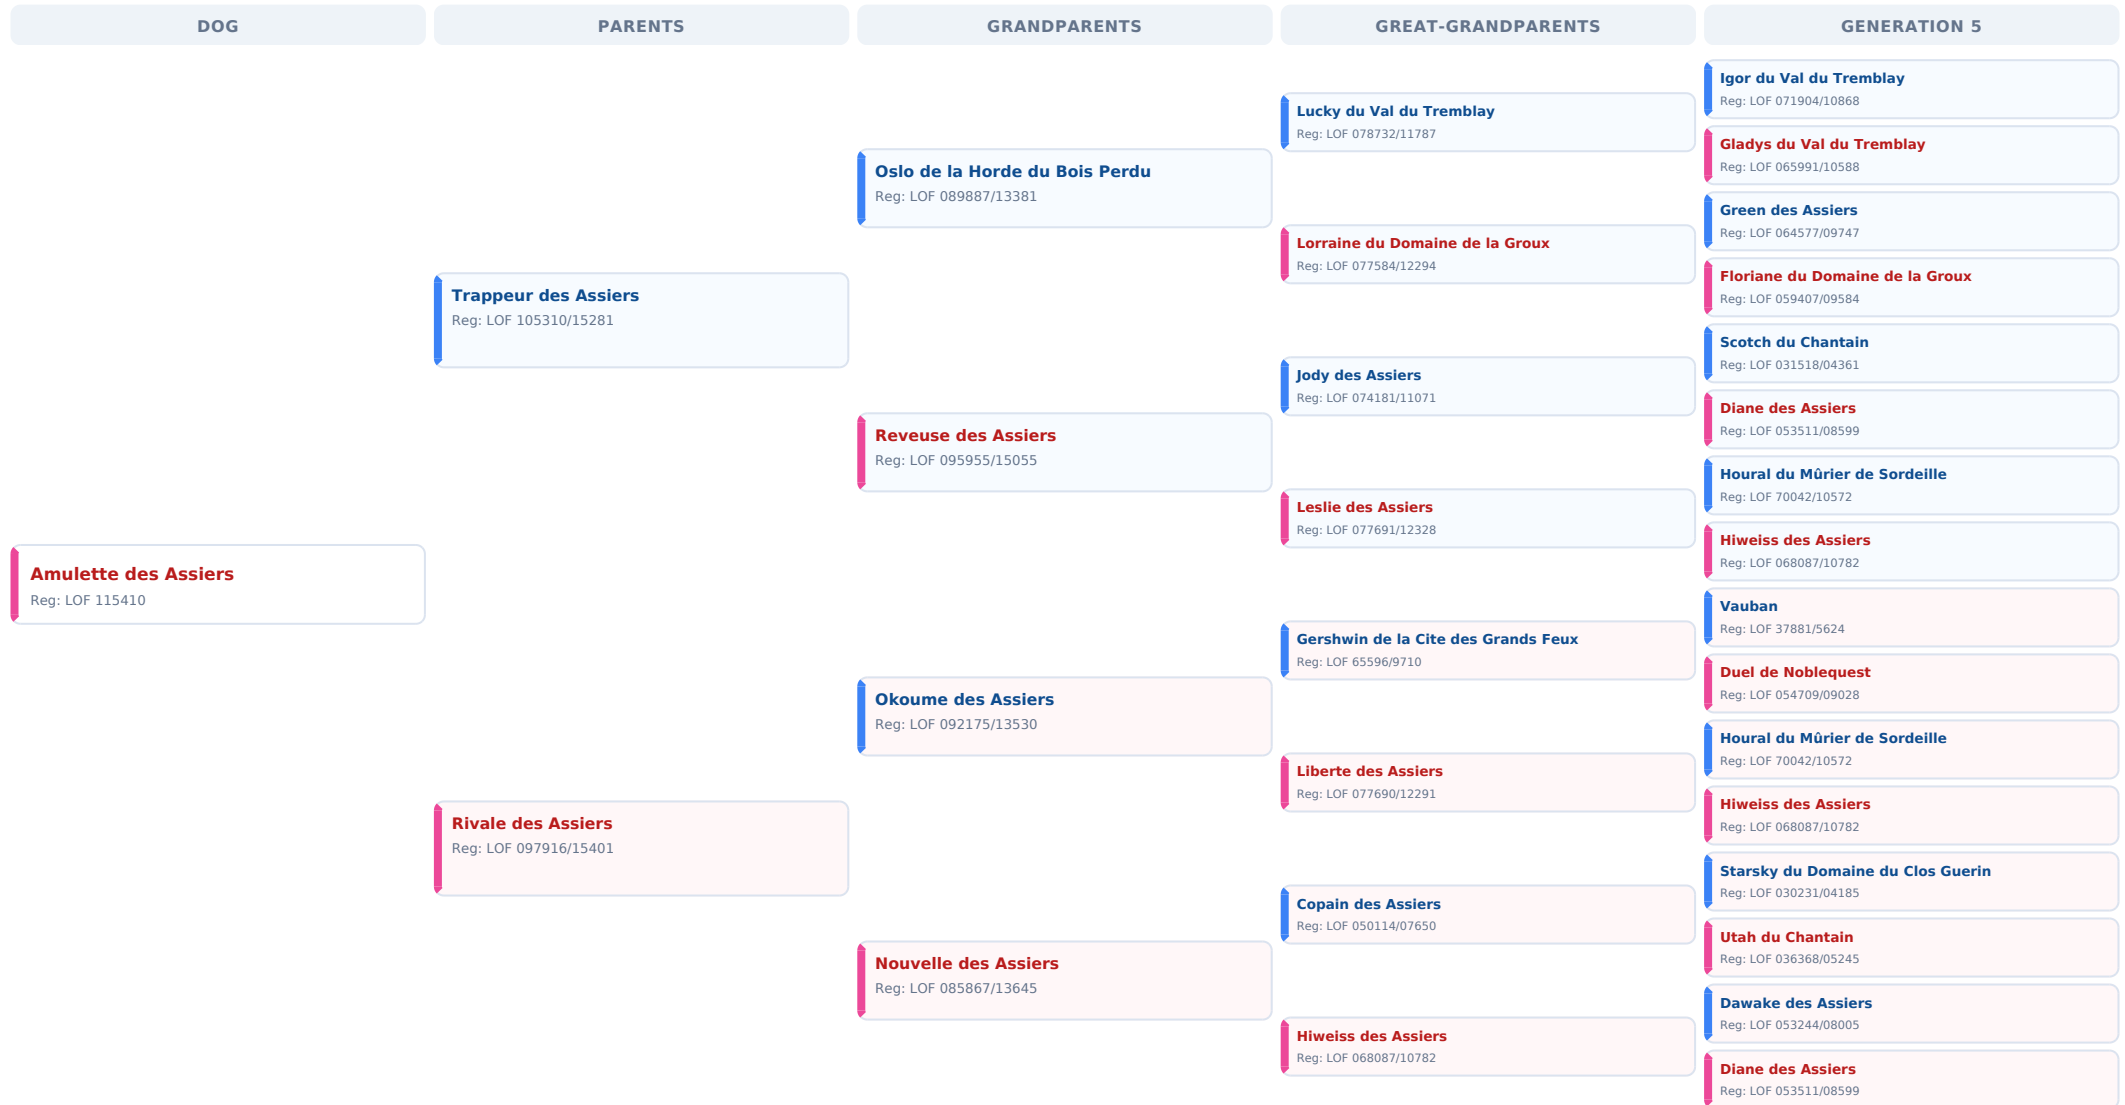 DOG
PARENTS
GRANDPARENTS
GREAT-GRANDPARENTS
GENERATION 5
Amulette des Assiers
Reg: LOF 115410
Trappeur des Assiers
Reg: LOF 105310/15281
Rivale des Assiers
Reg: LOF 097916/15401
Oslo de la Horde du Bois Perdu
Reg: LOF 089887/13381
Reveuse des Assiers
Reg: LOF 095955/15055
Okoume des Assiers
Reg: LOF 092175/13530
Nouvelle des Assiers
Reg: LOF 085867/13645
Lucky du Val du Tremblay
Reg: LOF 078732/11787
Lorraine du Domaine de la Groux
Reg: LOF 077584/12294
Jody des Assiers
Reg: LOF 074181/11071
Leslie des Assiers
Reg: LOF 077691/12328
Gershwin de la Cite des Grands Feux
Reg: LOF 65596/9710
Liberte des Assiers
Reg: LOF 077690/12291
Copain des Assiers
Reg: LOF 050114/07650
Hiweiss des Assiers
Reg: LOF 068087/10782
Igor du Val du Tremblay
Reg: LOF 071904/10868
Gladys du Val du Tremblay
Reg: LOF 065991/10588
Green des Assiers
Reg: LOF 064577/09747
Floriane du Domaine de la Groux
Reg: LOF 059407/09584
Scotch du Chantain
Reg: LOF 031518/04361
Diane des Assiers
Reg: LOF 053511/08599
Houral du Mûrier de Sordeille
Reg: LOF 70042/10572
Hiweiss des Assiers
Reg: LOF 068087/10782
Vauban
Reg: LOF 37881/5624
Duel de Noblequest
Reg: LOF 054709/09028
Houral du Mûrier de Sordeille
Reg: LOF 70042/10572
Hiweiss des Assiers
Reg: LOF 068087/10782
Starsky du Domaine du Clos Guerin
Reg: LOF 030231/04185
Utah du Chantain
Reg: LOF 036368/05245
Dawake des Assiers
Reg: LOF 053244/08005
Diane des Assiers
Reg: LOF 053511/08599